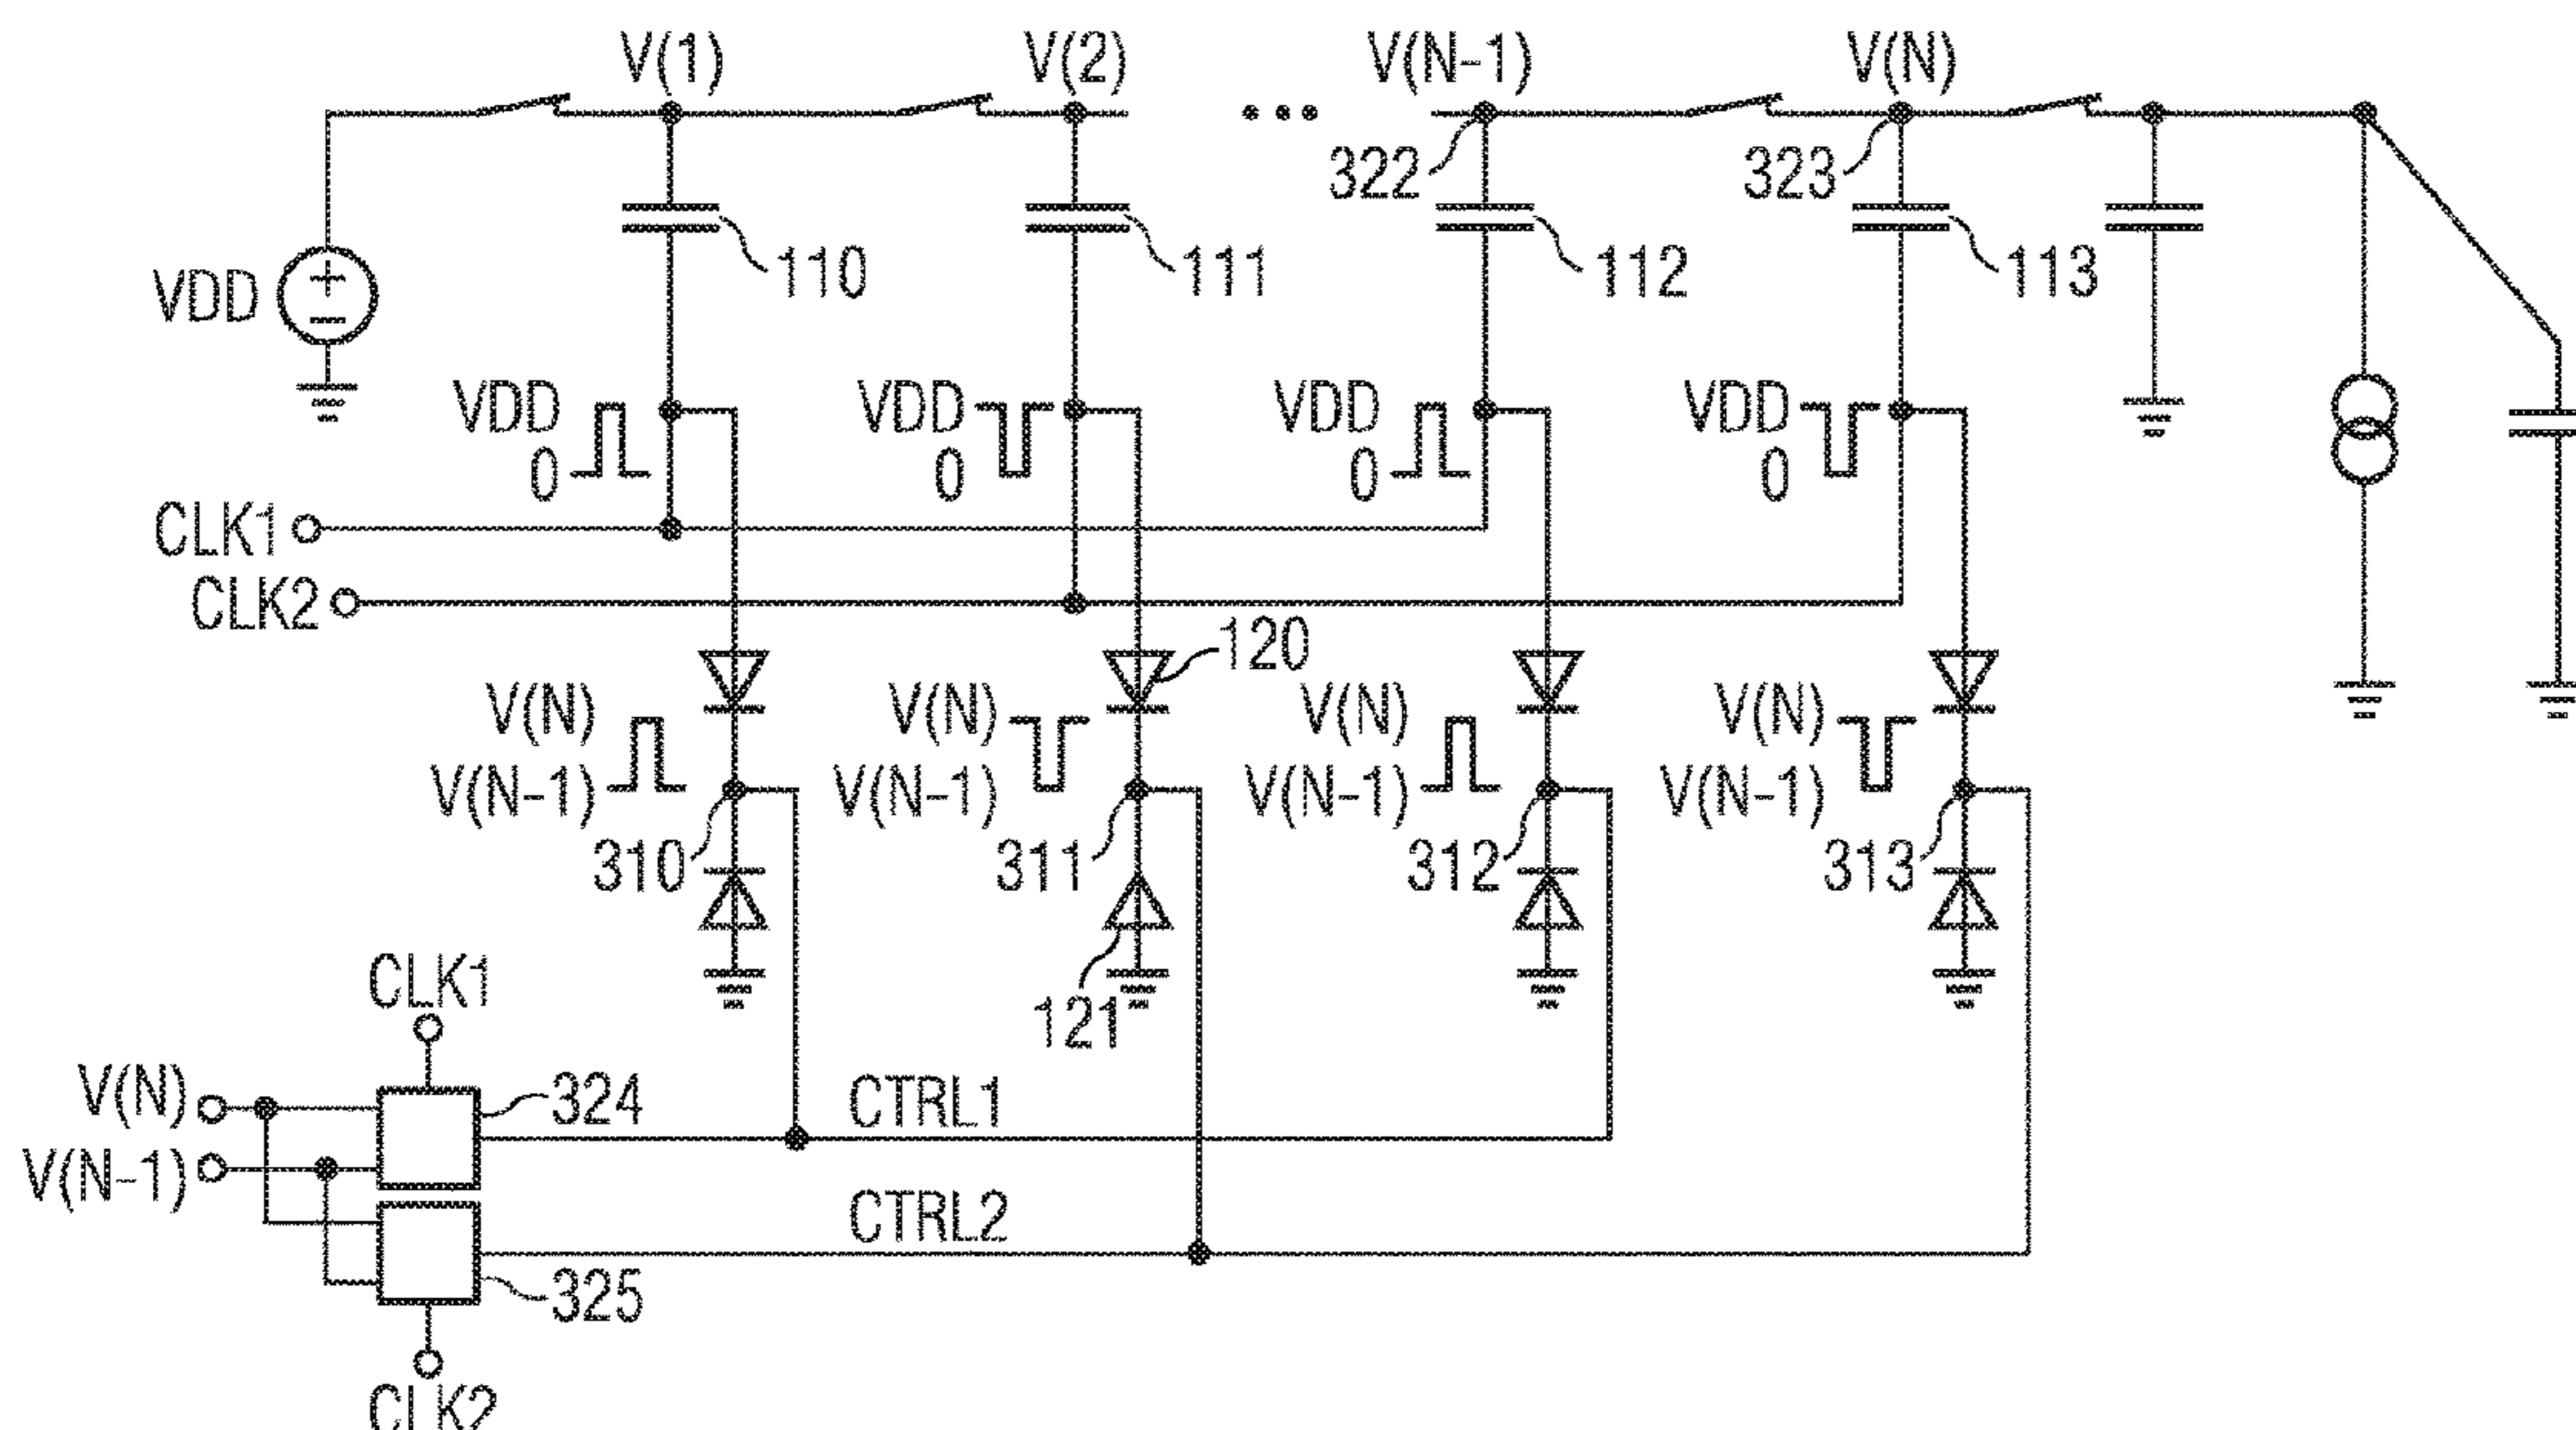 V(1)
V(2)
V(N-1)
V(N)
322
323
110
111
112
113
VDD
+
−
VDD
0
VDD
0
VDD
0
VDD
0
CLK1
CLK2
120
V(N)
V(N-1)
V(N)
V(N-1)
V(N)
V(N-1)
V(N)
V(N-1)
310
311
312
313
121
CLK1
V(N)
V(N-1)
324
CTRL1
CTRL2
325
CLK2